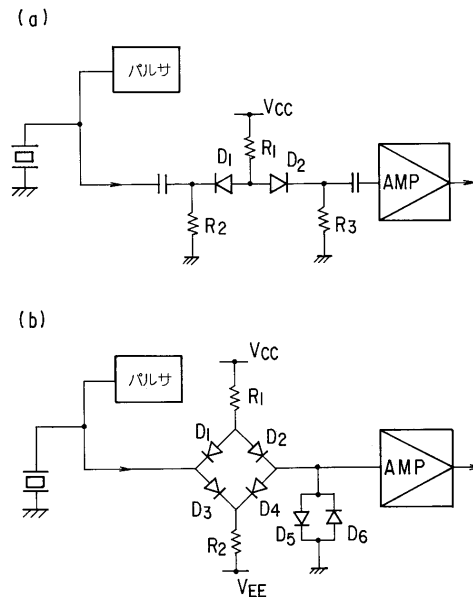 (a)
パルサ
VCC
R1
D1
D2
R2
R3
AMP
(b)
パルサ
VCC
R1
D1
D2
D3
D4
AMP
R2
D5
D6
VEE